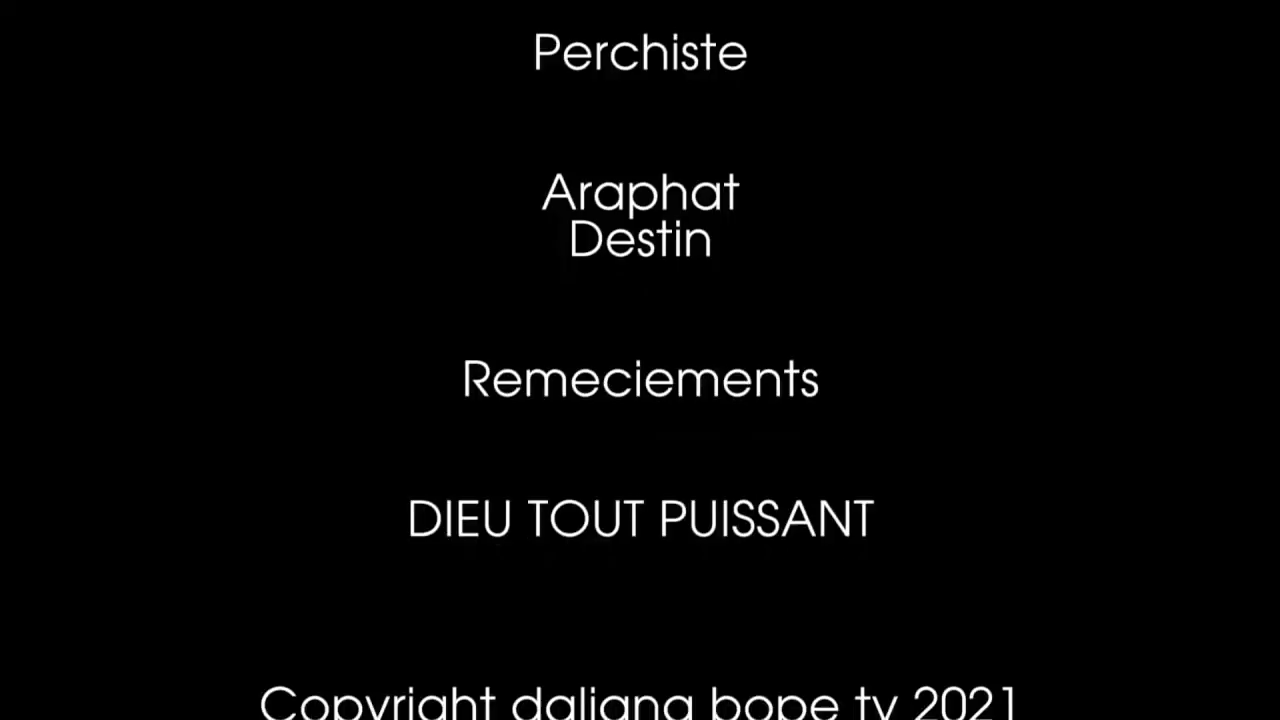 Perchiste
Araphat
Destin
Remeciements
DIEU TOUT PUISSANT
Copyright daliana bope tv 2021